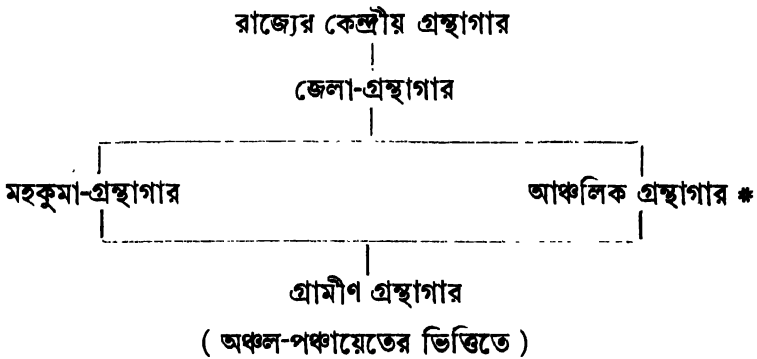 রাজ্যের কেন্দ্রীয় গ্রন্থাগার
জেলা-গ্রন্থাগার
মহকুমা-গ্রন্থাগার আঞ্চলিক গ্রন্থাগার *
গ্রামীণ গ্রন্থাগার
( অঞ্চল-পঞ্চায়েতের ভিত্তিতে )